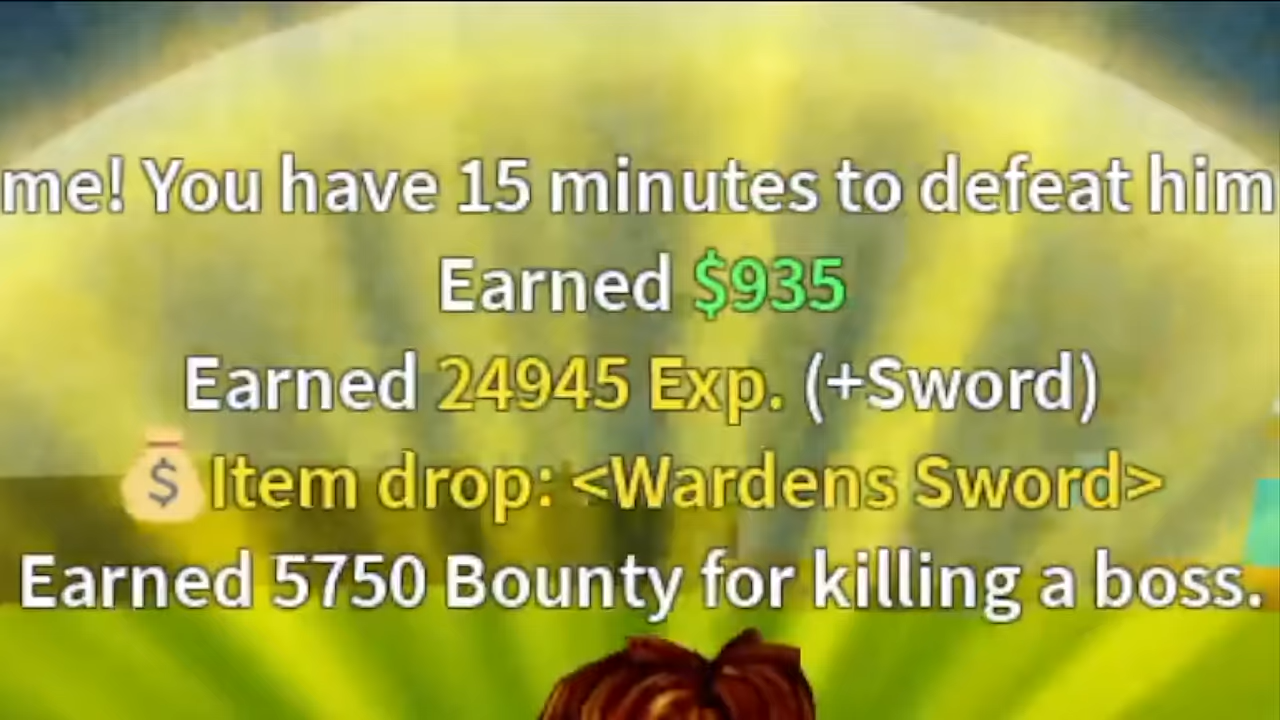 me! You have 15 minutes to defeat him
Earned $935
Earned 24945 Exp. (+Sword)
$ Item drop: <Wardens Sword>
Earned 5750 Bounty for killing a boss.